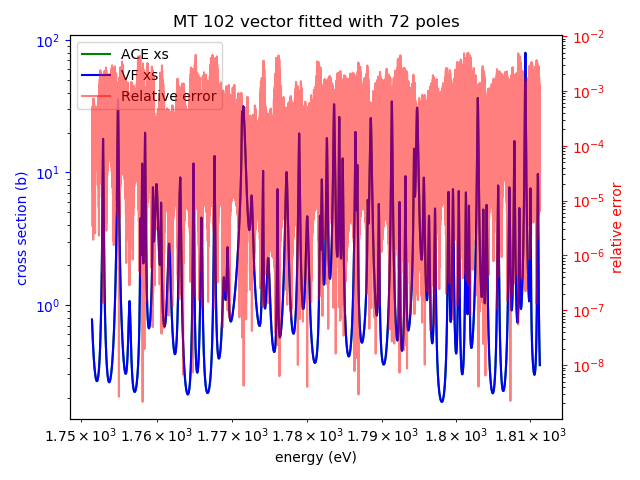 MT 102 vector fitted with 72 poles
ACE xs
VF xs
Relative error
cross section (b)
10²
10¹
10⁰
relative error
10⁻²
10⁻³
10⁻⁴
10⁻⁵
10⁻⁶
10⁻⁷
10⁻⁸
1.75×10³ 1.76×10³ 1.77×10³ 1.78×10³ 1.79×10³ 1.8×10³ 1.81×10³
energy (eV)